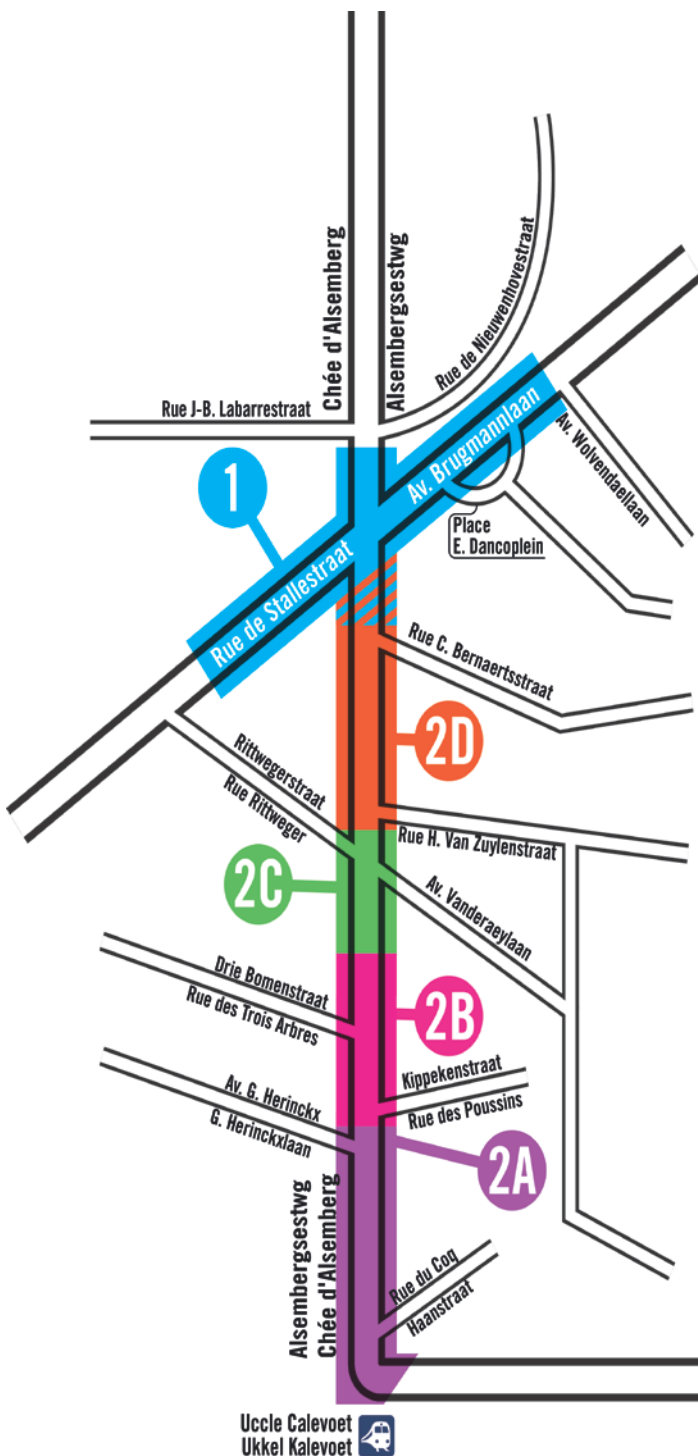 Chée d'Alsemberg
Alsembergsestwg
Rue de Nieuwenhovestraat
Rue J-B. Labarrestraat
Av. Brugmannlaan
Av. Wolvendaellaan
1
Place
E. Dancoplein
Rue de Stallestraat
Rue C. Bernaertsstraat
2D
Rittwegerstraat
Rue Rittweger
Rue H. Van Zuylenstraat
2C
Av. Vanderaeylaan
Drie Bomenstraat
Rue des Trois Arbres
2B
Kippekenstraat
Rue des Poussins
Av. G. Herinckx
G. Herinckxlaan
2A
Alsembergsestwg
Chée d'Alsemberg
Rue du Coq
Haanstraat
Uccle Calevoet
Ukkel Kalevoet